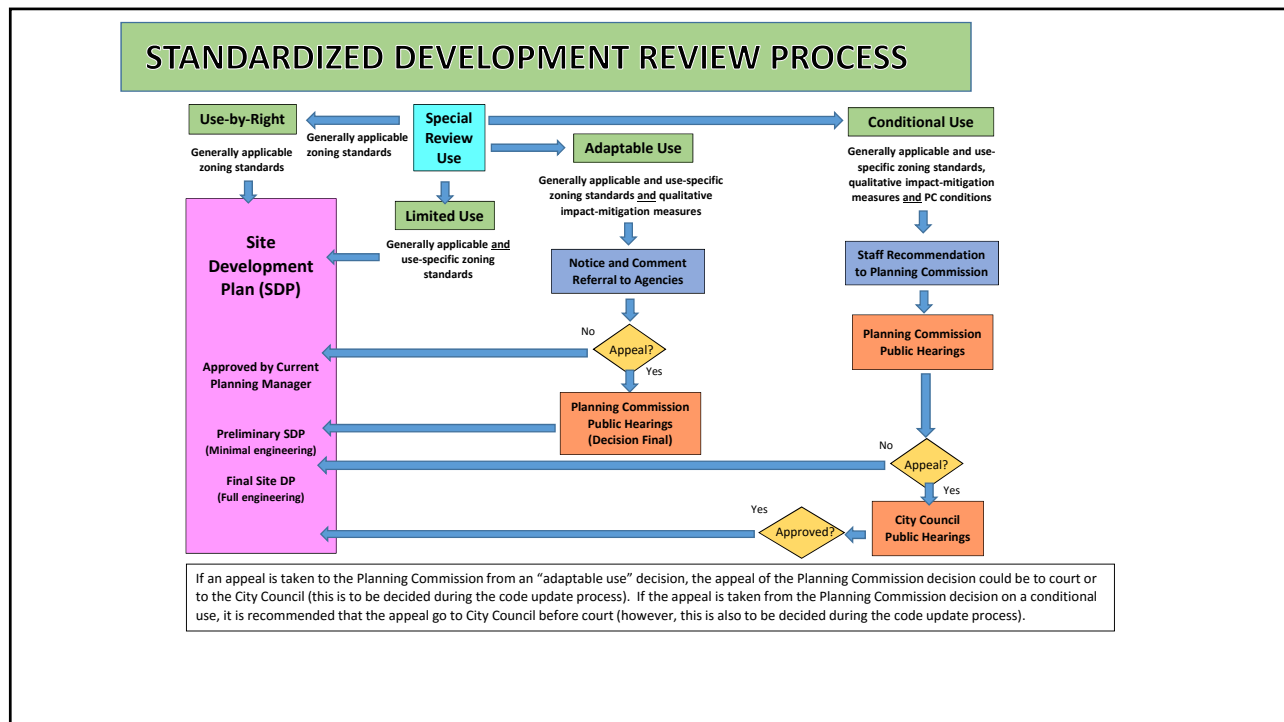 STANDARDIZED DEVELOPMENT REVIEW PROCESS
Use-by-Right
Generally applicable
zoning standards
Generally applicable
zoning standards
Special
Review
Use
Limited Use
Generally applicable and
use-specific zoning
standards
Adaptable Use
Generally applicable and use-specific
zoning standards and qualitative
impact-mitigation measures
Notice and Comment
Referral to Agencies
Appeal?
No
Yes
Planning Commission
Public Hearings
(Decision Final)
Conditional Use
Generally applicable and use-
specific zoning standards,
qualitative impact-mitigation
measures and PC conditions
Staff Recommendation
to Planning Commission
Planning Commission
Public Hearings
No
Appeal?
Yes
City Council
Public Hearings
Yes
Approved?
Site
Development
Plan (SDP)
Approved by Current
Planning Manager
Preliminary SDP
(Minimal engineering)
Final Site DP
(Full engineering)
If an appeal is taken to the Planning Commission from an “adaptable use” decision, the appeal of the Planning Commission decision could be to court or
to the City Council (this is to be decided during the code update process). If the appeal is taken from the Planning Commission decision on a conditional
use, it is recommended that the appeal go to City Council before court (however, this is also to be decided during the code update process).